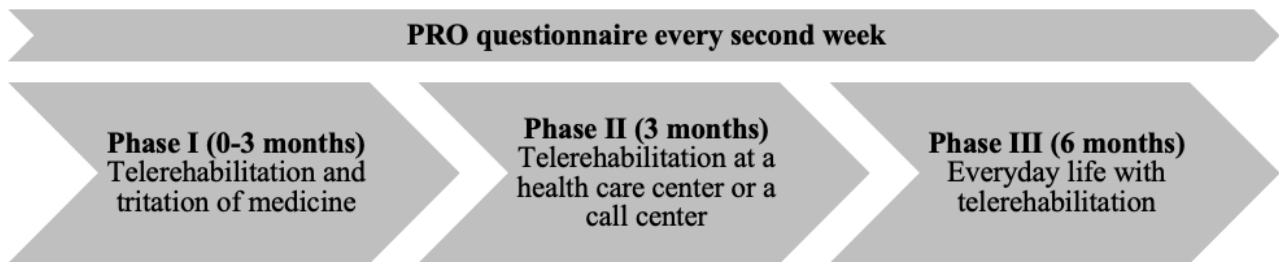 PRO questionnaire every second week
Phase I (0-3 months)
Telerehabilitation and
tritation of medicine
Phase II (3 months)
Telerehabilitation at a
health care center or a
call center
Phase III (6 months)
Everyday life with
telerehabilitation